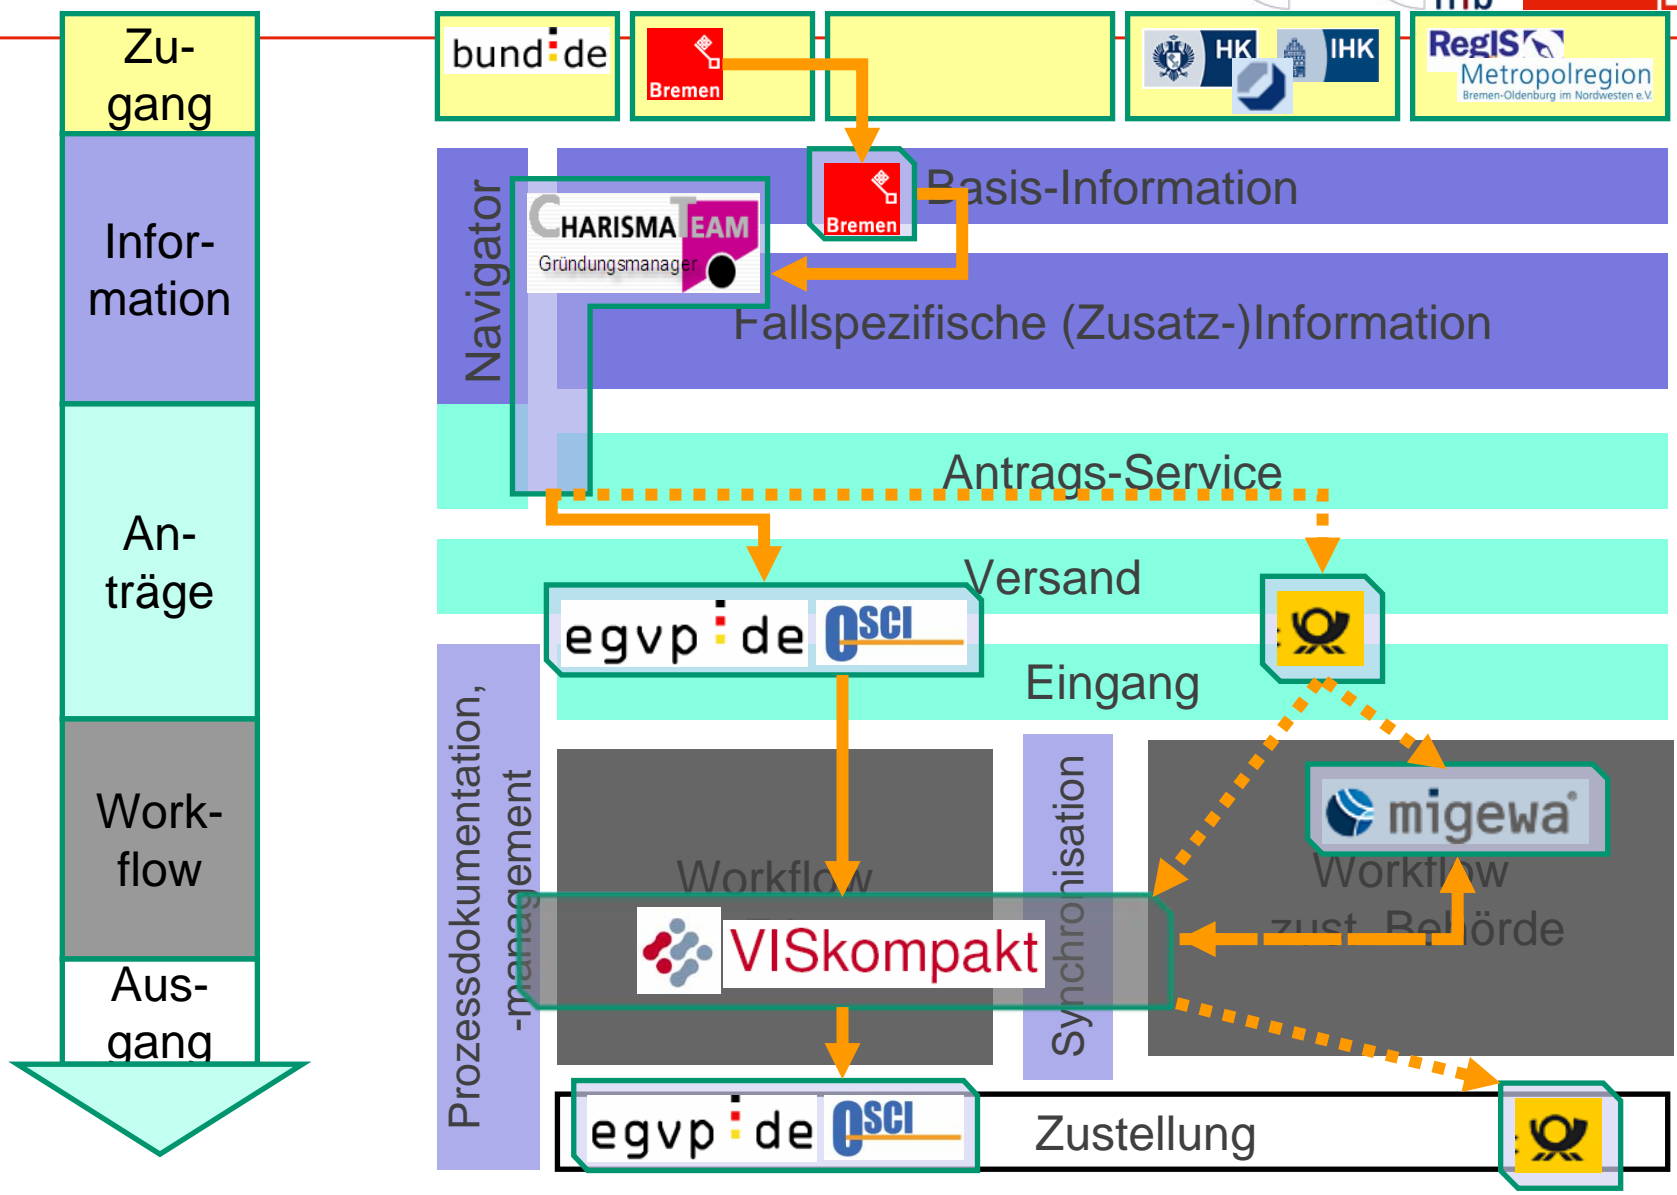 Zu-
gang
Infor-
mation
An-
träge
Work-
flow
Aus-
gang
bund de
Bremen
HK
IHK
RegIS
Metropolregion
Bremen-Oldenburg im Nordwesten e.V.
Navigator
Basis-Information
Bremen
CHARISMATEAM
Gründungsmanager
Fallspezifische (Zusatz-)Information
Antrags-Service
Versand
egvp de
OSCI
Eingang
Prozessdokumentation,
-management
Workflow
Synchronisation
migewa
Workflow
zust. Behörde
VISkompakt
egvp de
OSCI
Zustellung